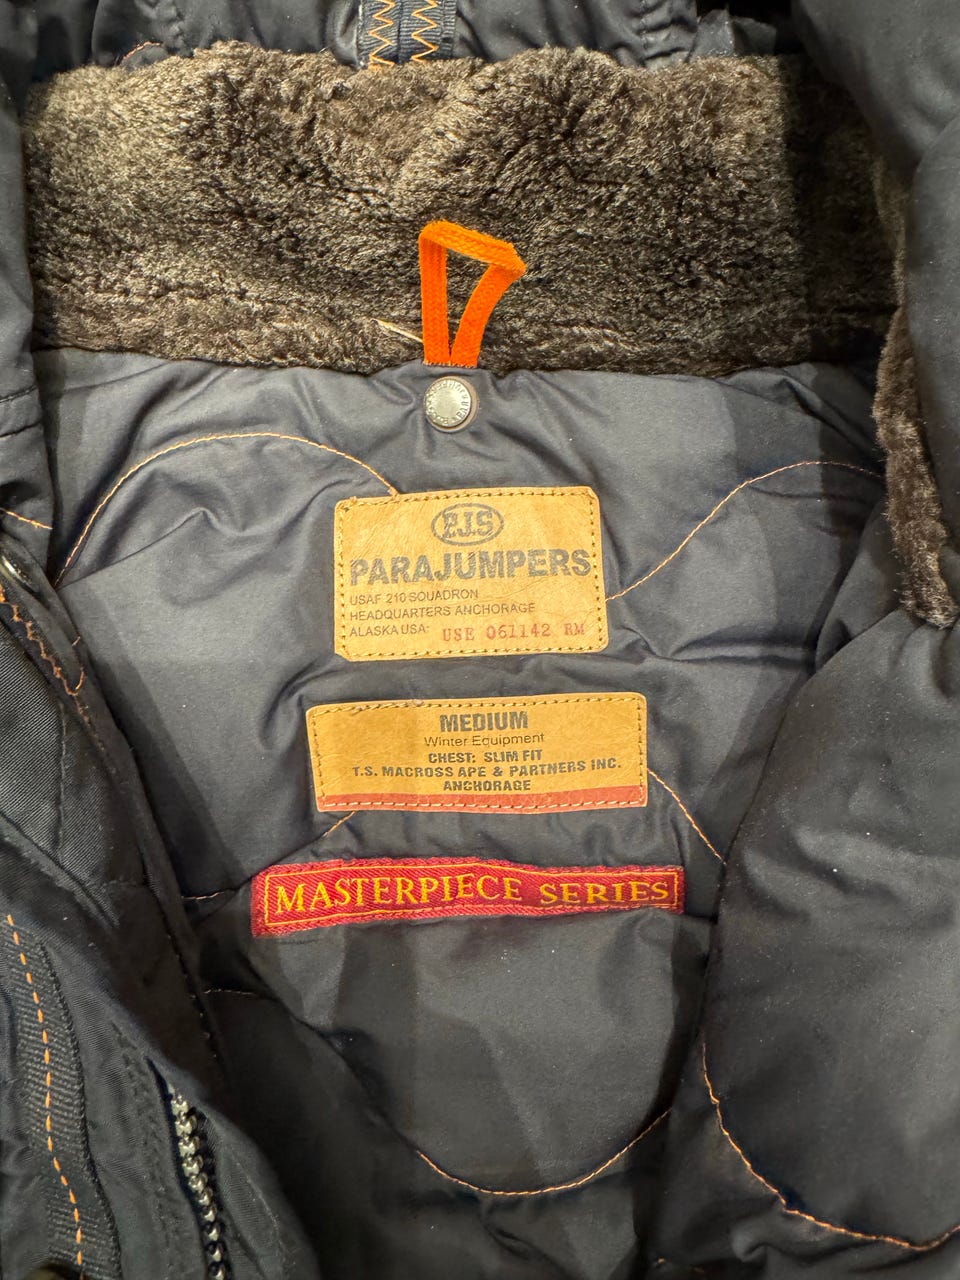 P.J.S
PARAJUMPERS
USAF 210 SQUADRON
HEADQUARTERS ANCHORAGE
ALASKA USA: USE 061142 RM
MEDIUM
Winter Equipment
CHEST: SLIM FIT
T.S. MACROSS APE & PARTNERS INC.
ANCHORAGE
MASTERPIECE SERIES